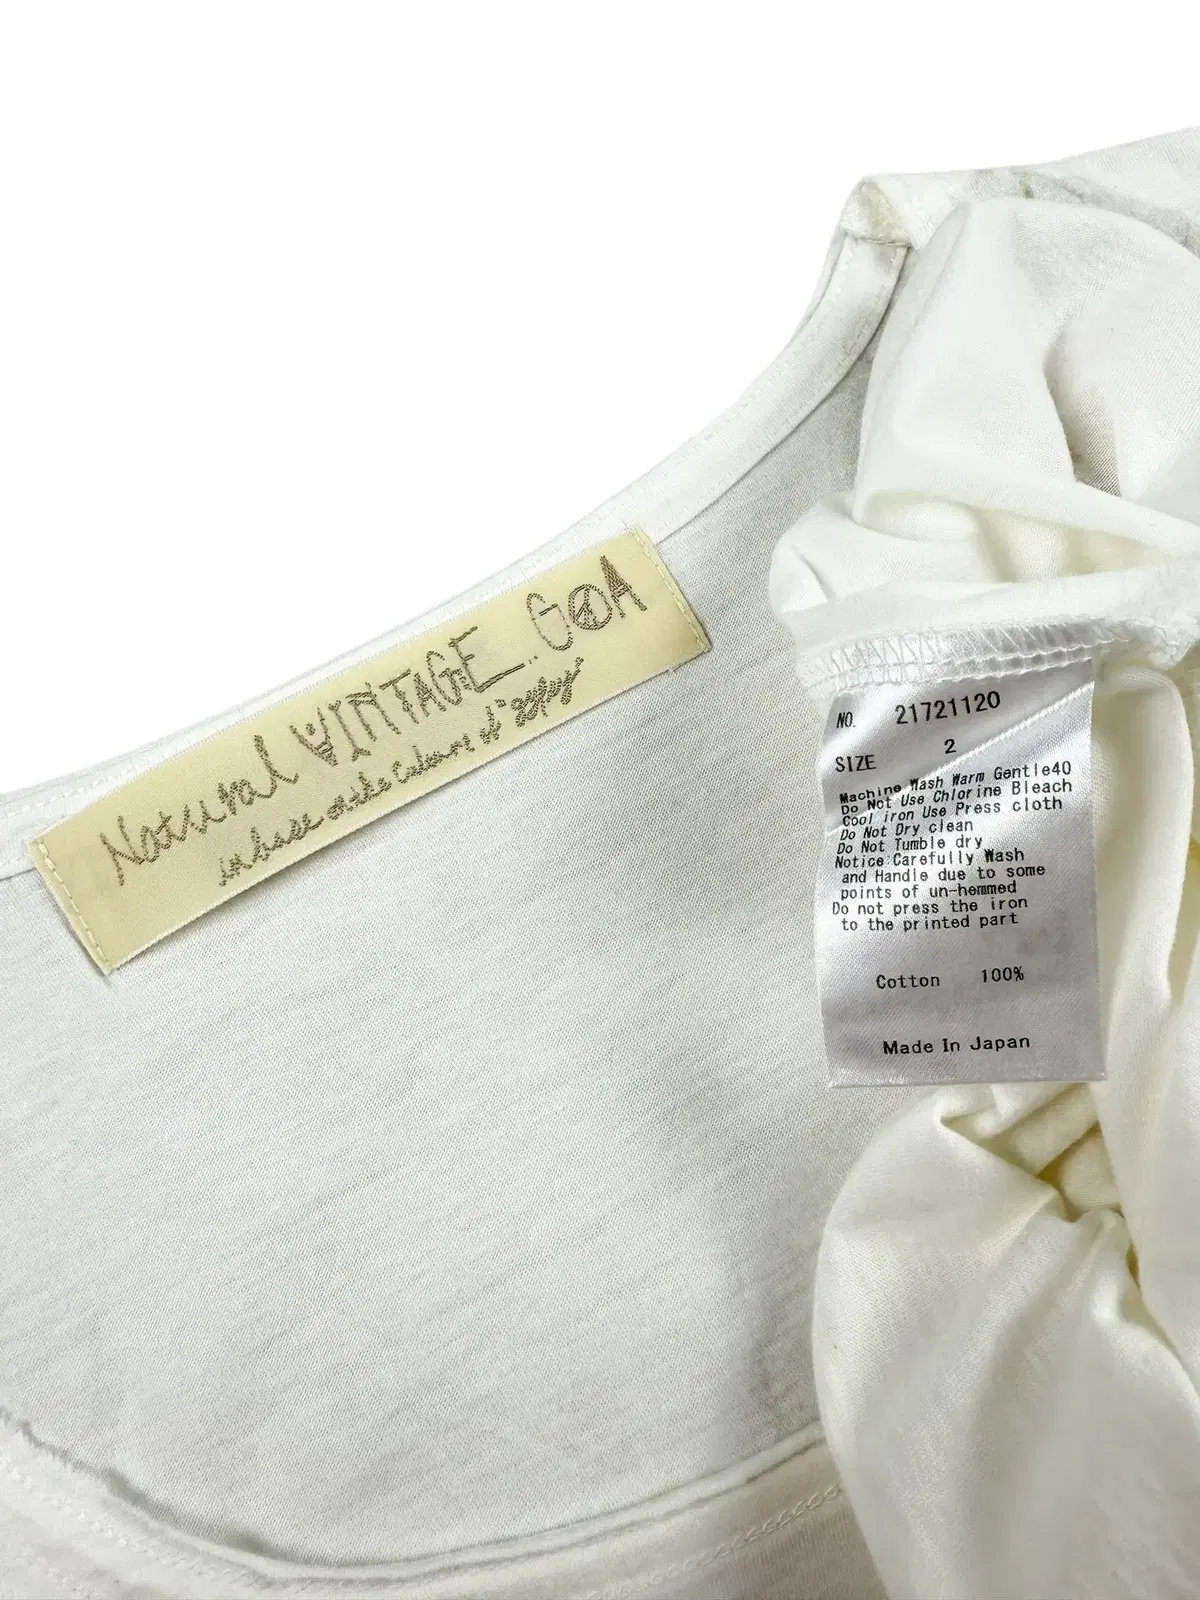 Natural VINTAGE GOA
NO. 21721120
SIZE 2
Machine Wash Warm Gentle40
Do Not Use Chlorine Bleach
Cool iron Use Press cloth
Do Not Dry clean
Do Not Tumble dry
Notice:Carefully Wash
and Handle due to some
points of un-hemmed
Do not press the iron
to the printed part
Cotton 100%
Made In Japan